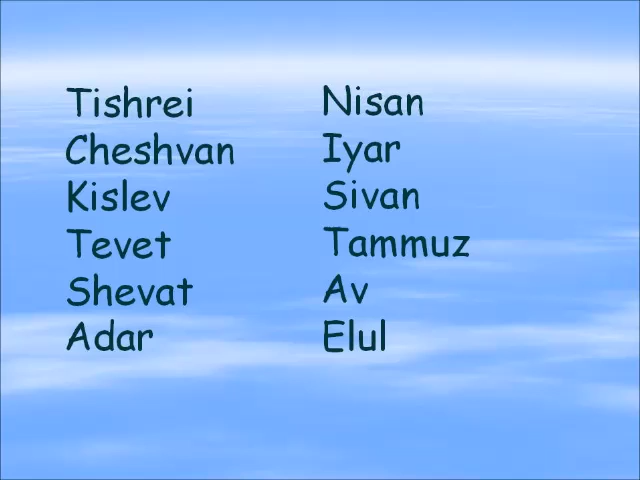 Tishrei
Cheshvan
Kislev
Tevet
Shevat
Adar
Nisan
Iyar
Sivan
Tammuz
Av
Elul